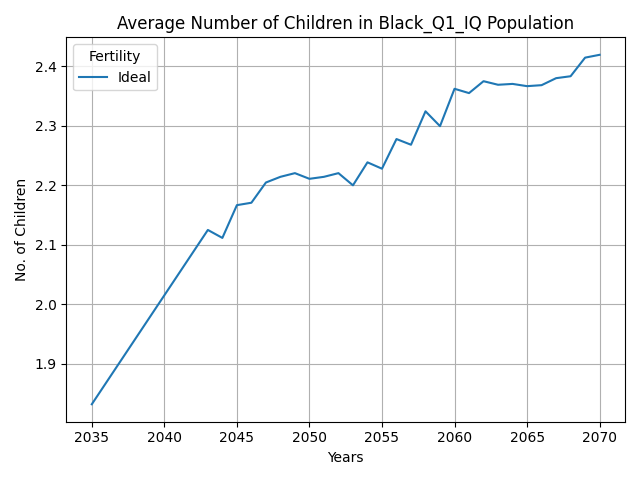 Average Number of Children in Black_Q1_IQ Population
Fertility
Ideal
No. of Children
2.4
2.3
2.2
2.1
2.0
1.9
2035 2040 2045 2050 2055 2060 2065 2070
Years